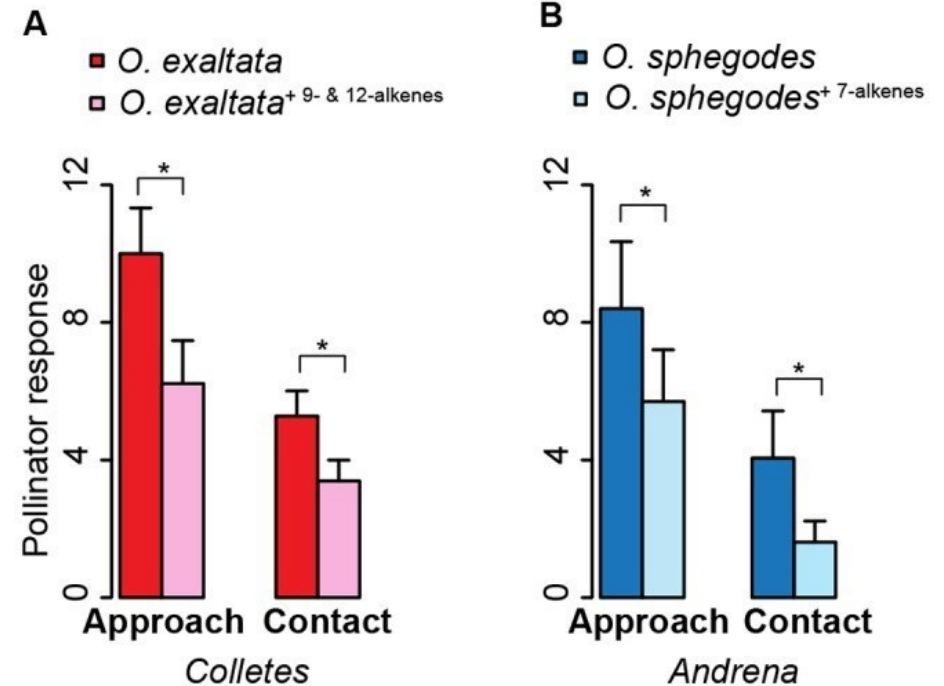 A
O. exaltata
O. exaltata+ 9- & 12-alkenes
Pollinator response
12
8
4
0
*
*
Approach Contact
Colletes
B
O. sphegodes
O. sphegodes+ 7-alkenes
12
8
4
0
*
*
Approach Contact
Andrena